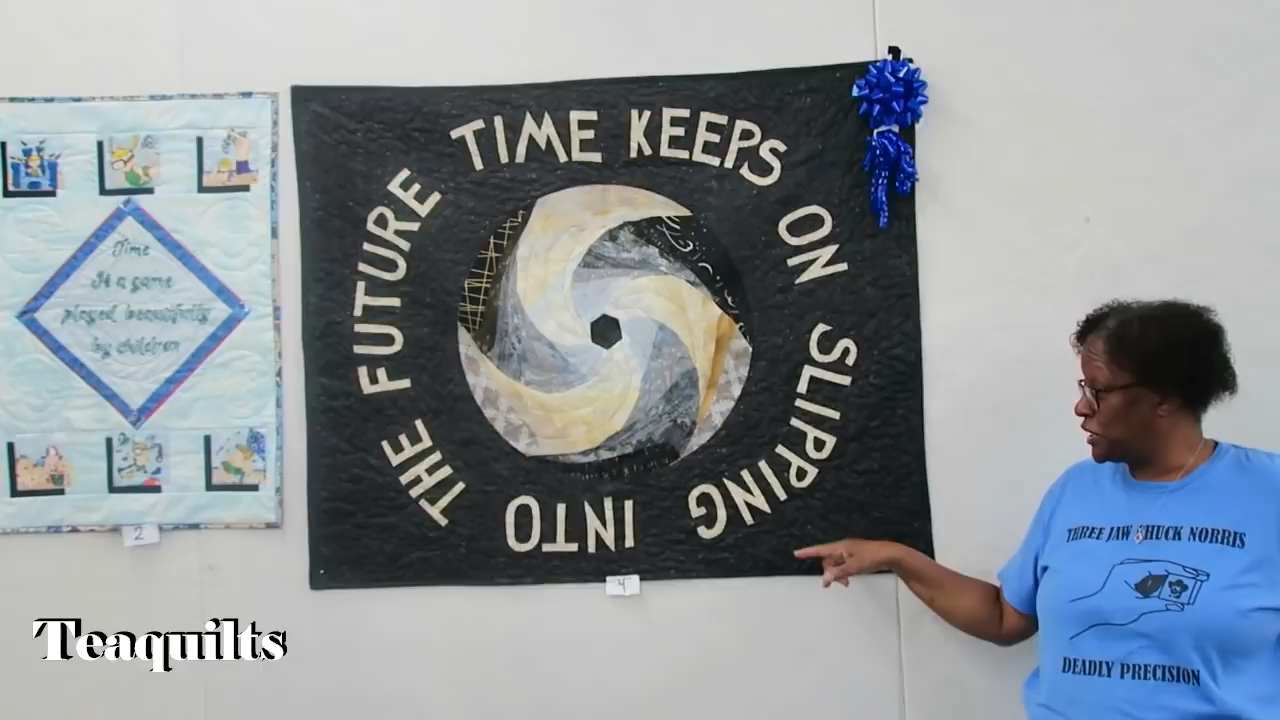 TIME KEEPS ON SLIPPING INTO THE FUTURE
Time
Is a game
played beautifully
by children
2
4
THREE JAW CHUCK NORRIS
DEADLY PRECISION
Teaquilts